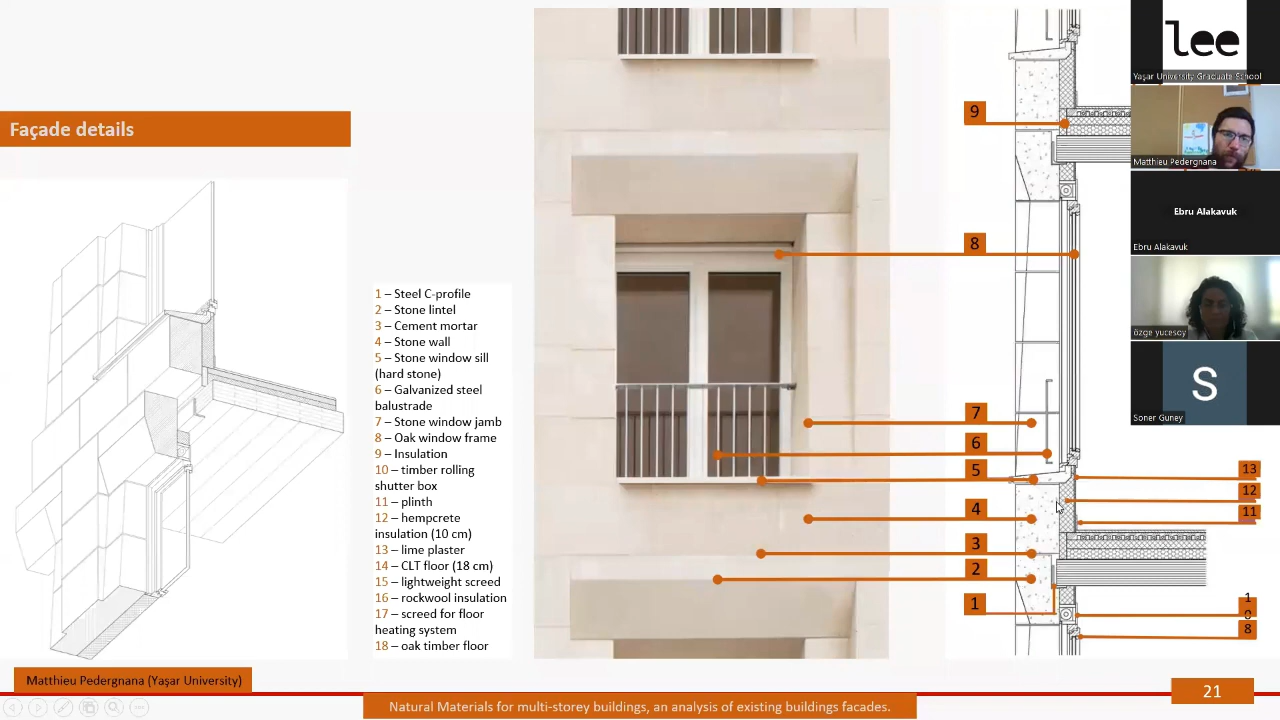 Façade details
1 – Steel C-profile
2 – Stone lintel
3 – Cement mortar
4 – Stone wall
5 – Stone window sill
(hard stone)
6 – Galvanized steel
balustrade
7 – Stone window jamb
8 – Oak window frame
9 – Insulation
10 – timber rolling
shutter box
11 – plinth
12 – hempcrete
insulation (10 cm)
13 – lime plaster
14 – CLT floor (18 cm)
15 – lightweight screed
16 – rockwool insulation
17 – screed for floor
heating system
18 – oak timber floor
9
8
7
6
5
4
3
2
1
13
12
11
10
8
lee
Yaşar University Graduate School
Matthieu Pedergnana
Ebru Alakavuk
Ebru Alakavuk
özge yucesoy
S
Soner Guney
Matthieu Pedergnana (Yaşar University)
Natural Materials for multi-storey buildings, an analysis of existing buildings facades.
21